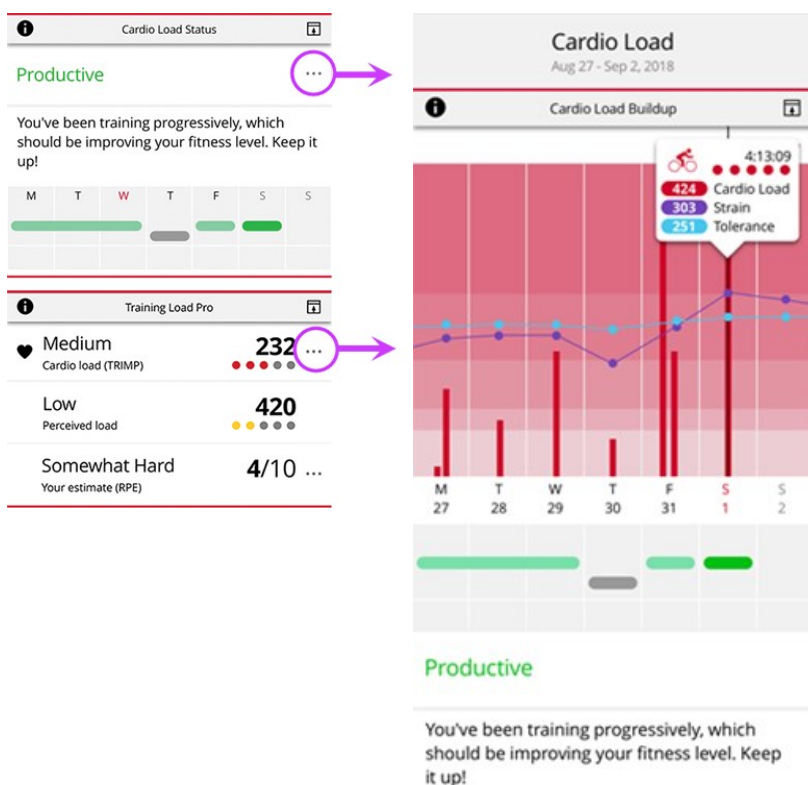 Cardio Load Status
Productive
...
You've been training progressively, which
should be improving your fitness level. Keep it
up!
M T W T F S S
Training Load Pro
Medium 232 ...
Cardio load (TRIMP)
Low 420
Perceived load
Somewhat Hard 4/10 ...
Your estimate (RPE)
Cardio Load
Aug 27 - Sep 2, 2018
Cardio Load Buildup
4:13:09
424 Cardio Load
303 Strain
251 Tolerance
M T W T F S S
27 28 29 30 31 1 2
Productive
You've been training progressively, which
should be improving your fitness level. Keep
it up!